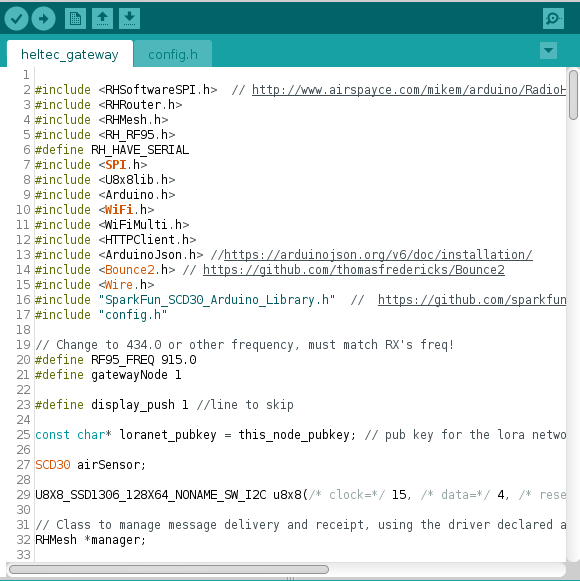 heltec_gateway config.h
1
2 #include <RHSoftwareSPI.h>  // http://www.airspayce.com/mikem/arduino/RadioH
3 #include <RHRouter.h>
4 #include <RHMesh.h>
5 #include <RH_RF95.h>
6 #define RH_HAVE_SERIAL
7 #include <SPI.h>
8 #include <U8x8lib.h>
9 #include <Arduino.h>
10 #include <WiFi.h>
11 #include <WiFiMulti.h>
12 #include <HTTPClient.h>
13 #include <ArduinoJson.h> //https://arduinojson.org/v6/doc/installation/
14 #include <Bounce2.h> // https://github.com/thomasfredericks/Bounce2
15 #include <Wire.h>
16 #include "SparkFun_SCD30_Arduino_Library.h"  //  https://github.com/sparkfun
17 #include "config.h"
18
19 // Change to 434.0 or other frequency, must match RX's freq!
20 #define RF95_FREQ 915.0
21 #define gatewayNode 1
22
23 #define display_push 1 //line to skip
24
25 const char* loranet_pubkey = this_node_pubkey; // pub key for the lora netwo
26
27 SCD30 airSensor;
28
29 U8X8_SSD1306_128X64_NONAME_SW_I2C u8x8(/* clock=*/ 15, /* data=*/ 4, /* rese
30
31 // Class to manage message delivery and receipt, using the driver declared a
32 RHMesh *manager;
33